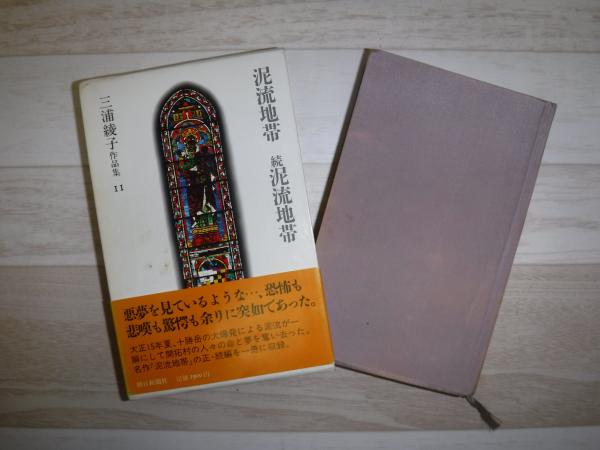 泥流地帯 続泥流地帯
三浦綾子作品集 11
悪夢を見ているような…、恐怖も
悲嘆も驚愕も余りに突如であった。
大正15年夏、十勝岳の大爆発による泥流が一
瞬にして開拓村の人々の命と夢を奪い去った。
名作「泥流地帯」の正・続編を一冊に収録。
朝日新聞社 定価